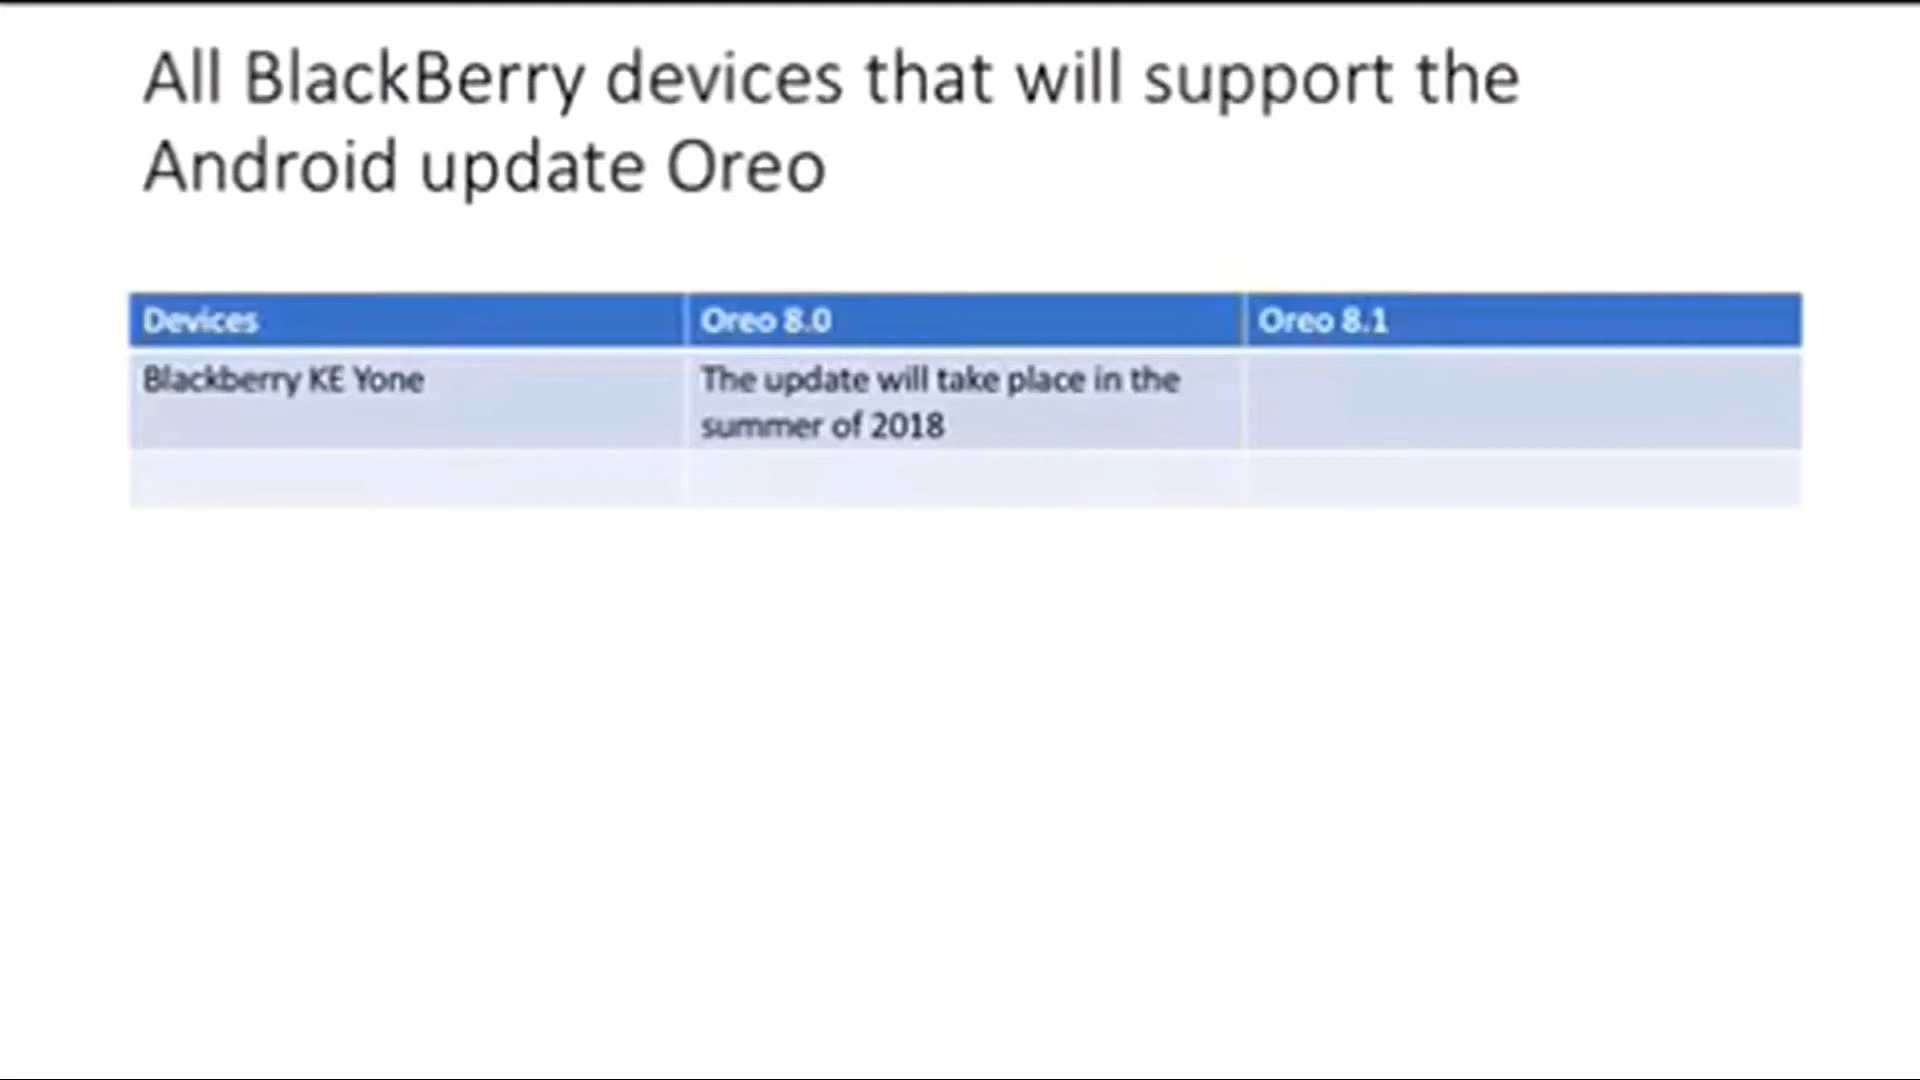 All BlackBerry devices that will support the
Android update Oreo
Devices
Oreo 8.0
Oreo 8.1
Blackberry KE Yone
The update will take place in the
summer of 2018